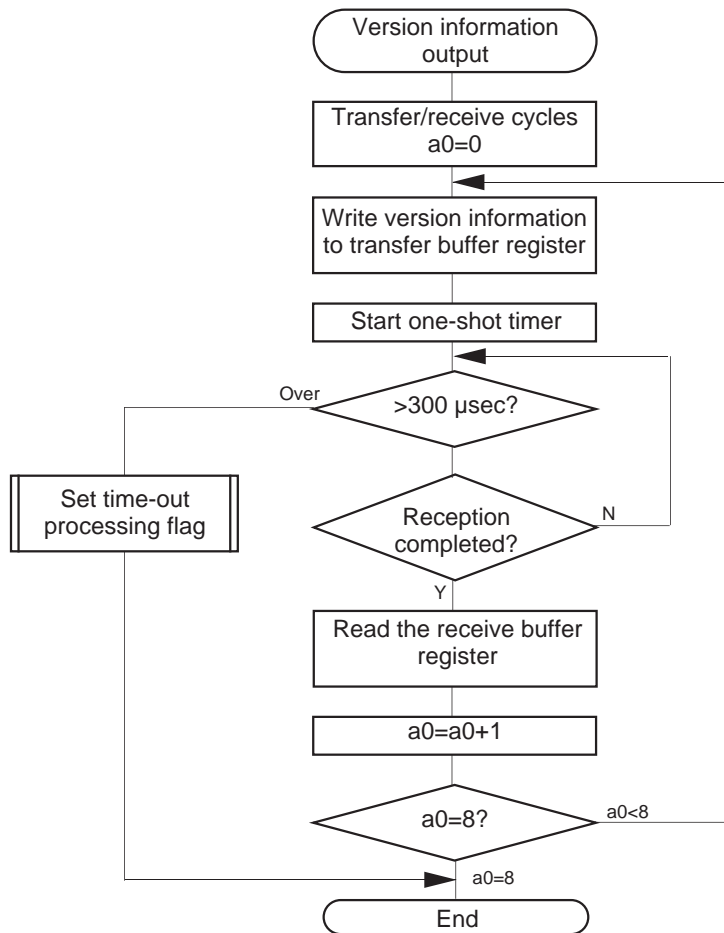 Version information
output
Transfer/receive cycles
a0=0
Write version information
to transfer buffer register
Start one-shot timer
Over
>300 µsec?
Set time-out
processing flag
Reception
completed?
N
Y
Read the receive buffer
register
a0=a0+1
a0=8?
a0<8
a0=8
End